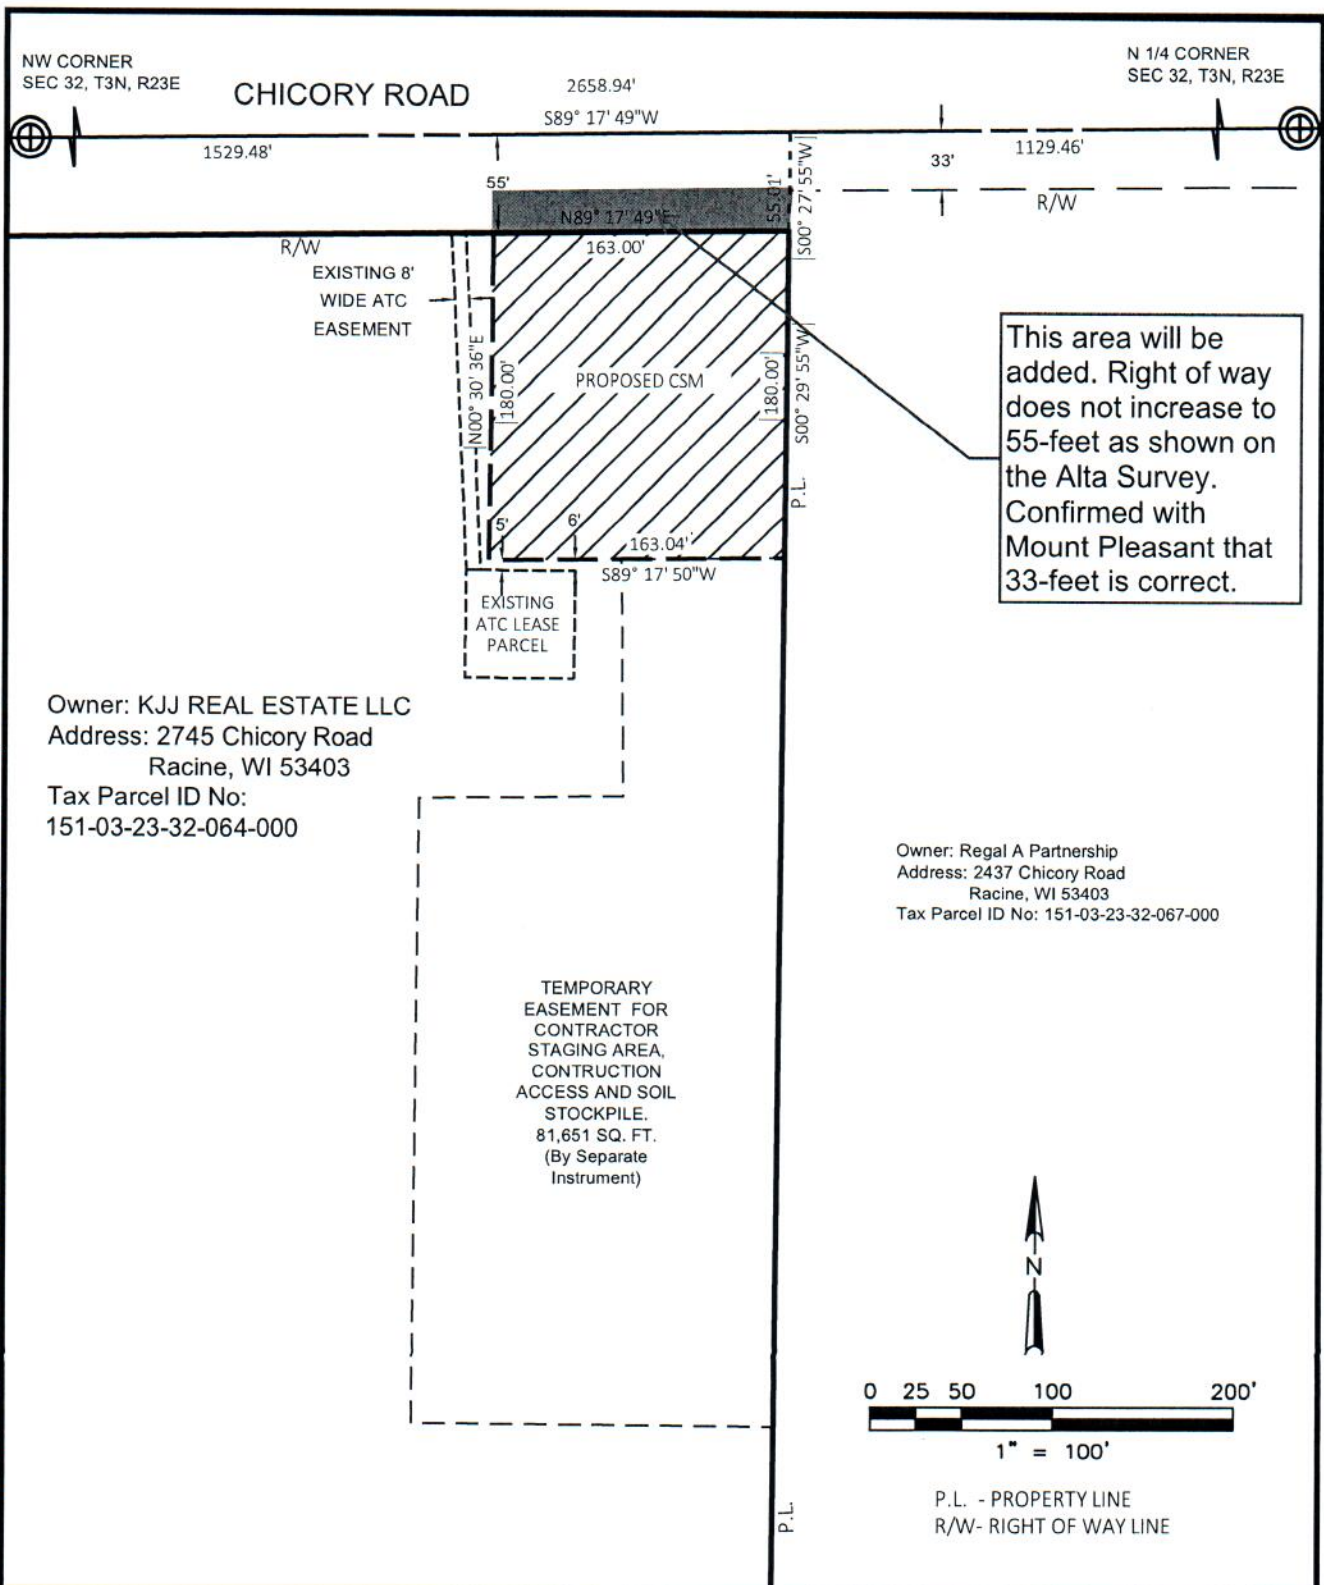 NW CORNER
SEC 32, T3N, R23E
CHICORY ROAD
2658.94'
S89° 17' 49"W
N 1/4 CORNER
SEC 32, T3N, R23E
1529.48'
1129.46'
33'
55'
55.01'
S00° 27' 55"W
R/W
N89° 17' 49"E
163.00'
R/W
EXISTING 8'
WIDE ATC
EASEMENT
N00° 30' 36"E
180.00'
PROPOSED CSM
180.00'
S00° 29' 55"W
P.L.
This area will be
added. Right of way
does not increase to
55-feet as shown on
the Alta Survey.
Confirmed with
Mount Pleasant that
33-feet is correct.
5'
6'
163.04'
S89° 17' 50"W
EXISTING
ATC LEASE
PARCEL
Owner: KJJ REAL ESTATE LLC
Address: 2745 Chicory Road
Racine, WI 53403
Tax Parcel ID No:
151-03-23-32-064-000
Owner: Regal A Partnership
Address: 2437 Chicory Road
Racine, WI 53403
Tax Parcel ID No: 151-03-23-32-067-000
TEMPORARY
EASEMENT FOR
CONTRACTOR
STAGING AREA,
CONTRUCTION
ACCESS AND SOIL
STOCKPILE.
81,651 SQ. FT.
(By Separate
Instrument)
N
0 25 50 100 200'
1" = 100'
P.L. - PROPERTY LINE
R/W- RIGHT OF WAY LINE
P.L.